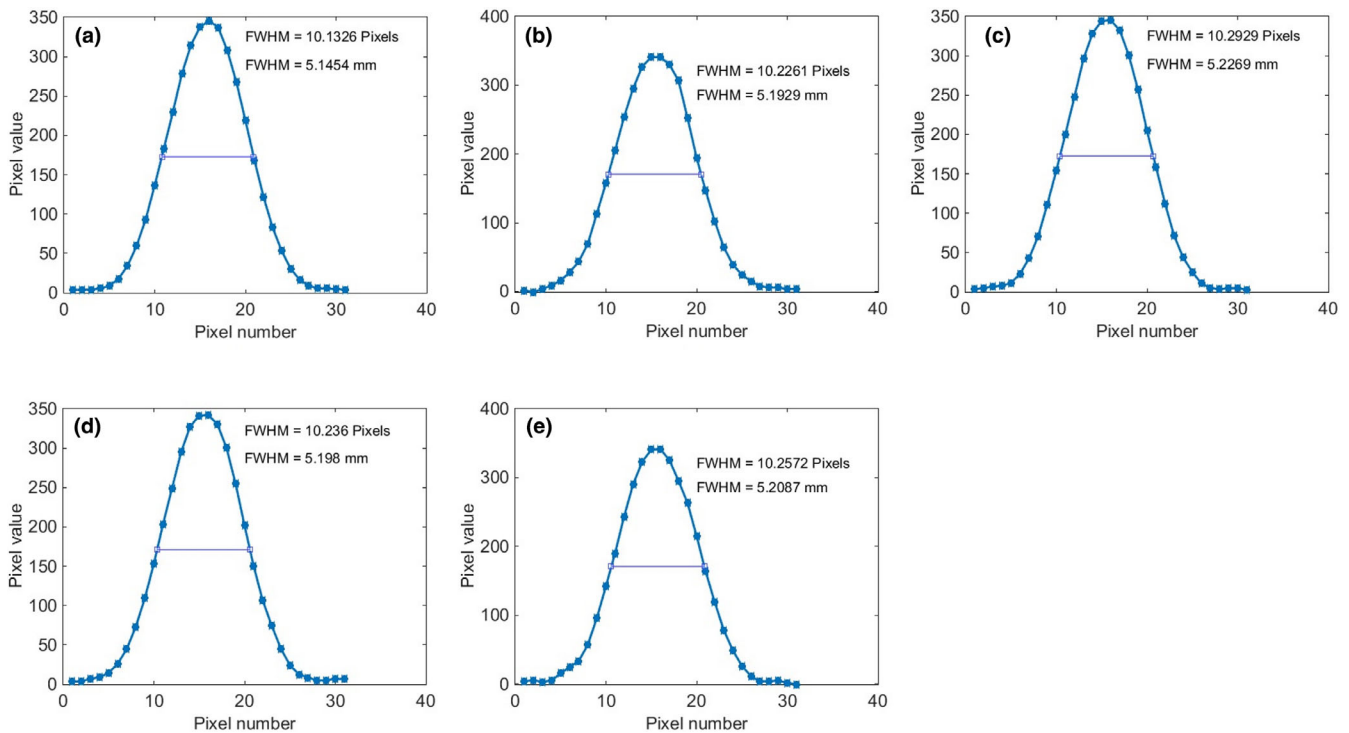 (a)
FWHM = 10.1326 Pixels
FWHM = 5.1454 mm
350
300
250
200
150
100
50
0
Pixel value
0 10 20 30 40
Pixel number
(b)
FWHM = 10.2261 Pixels
FWHM = 5.1929 mm
400
300
200
100
0
Pixel value
0 10 20 30 40
Pixel number
(c)
FWHM = 10.2929 Pixels
FWHM = 5.2269 mm
350
300
250
200
150
100
50
0
Pixel value
0 10 20 30 40
Pixel number
(d)
FWHM = 10.236 Pixels
FWHM = 5.198 mm
350
300
250
200
150
100
50
0
Pixel value
0 10 20 30 40
Pixel number
(e)
FWHM = 10.2572 Pixels
FWHM = 5.2087 mm
400
300
200
100
0
Pixel value
0 10 20 30 40
Pixel number